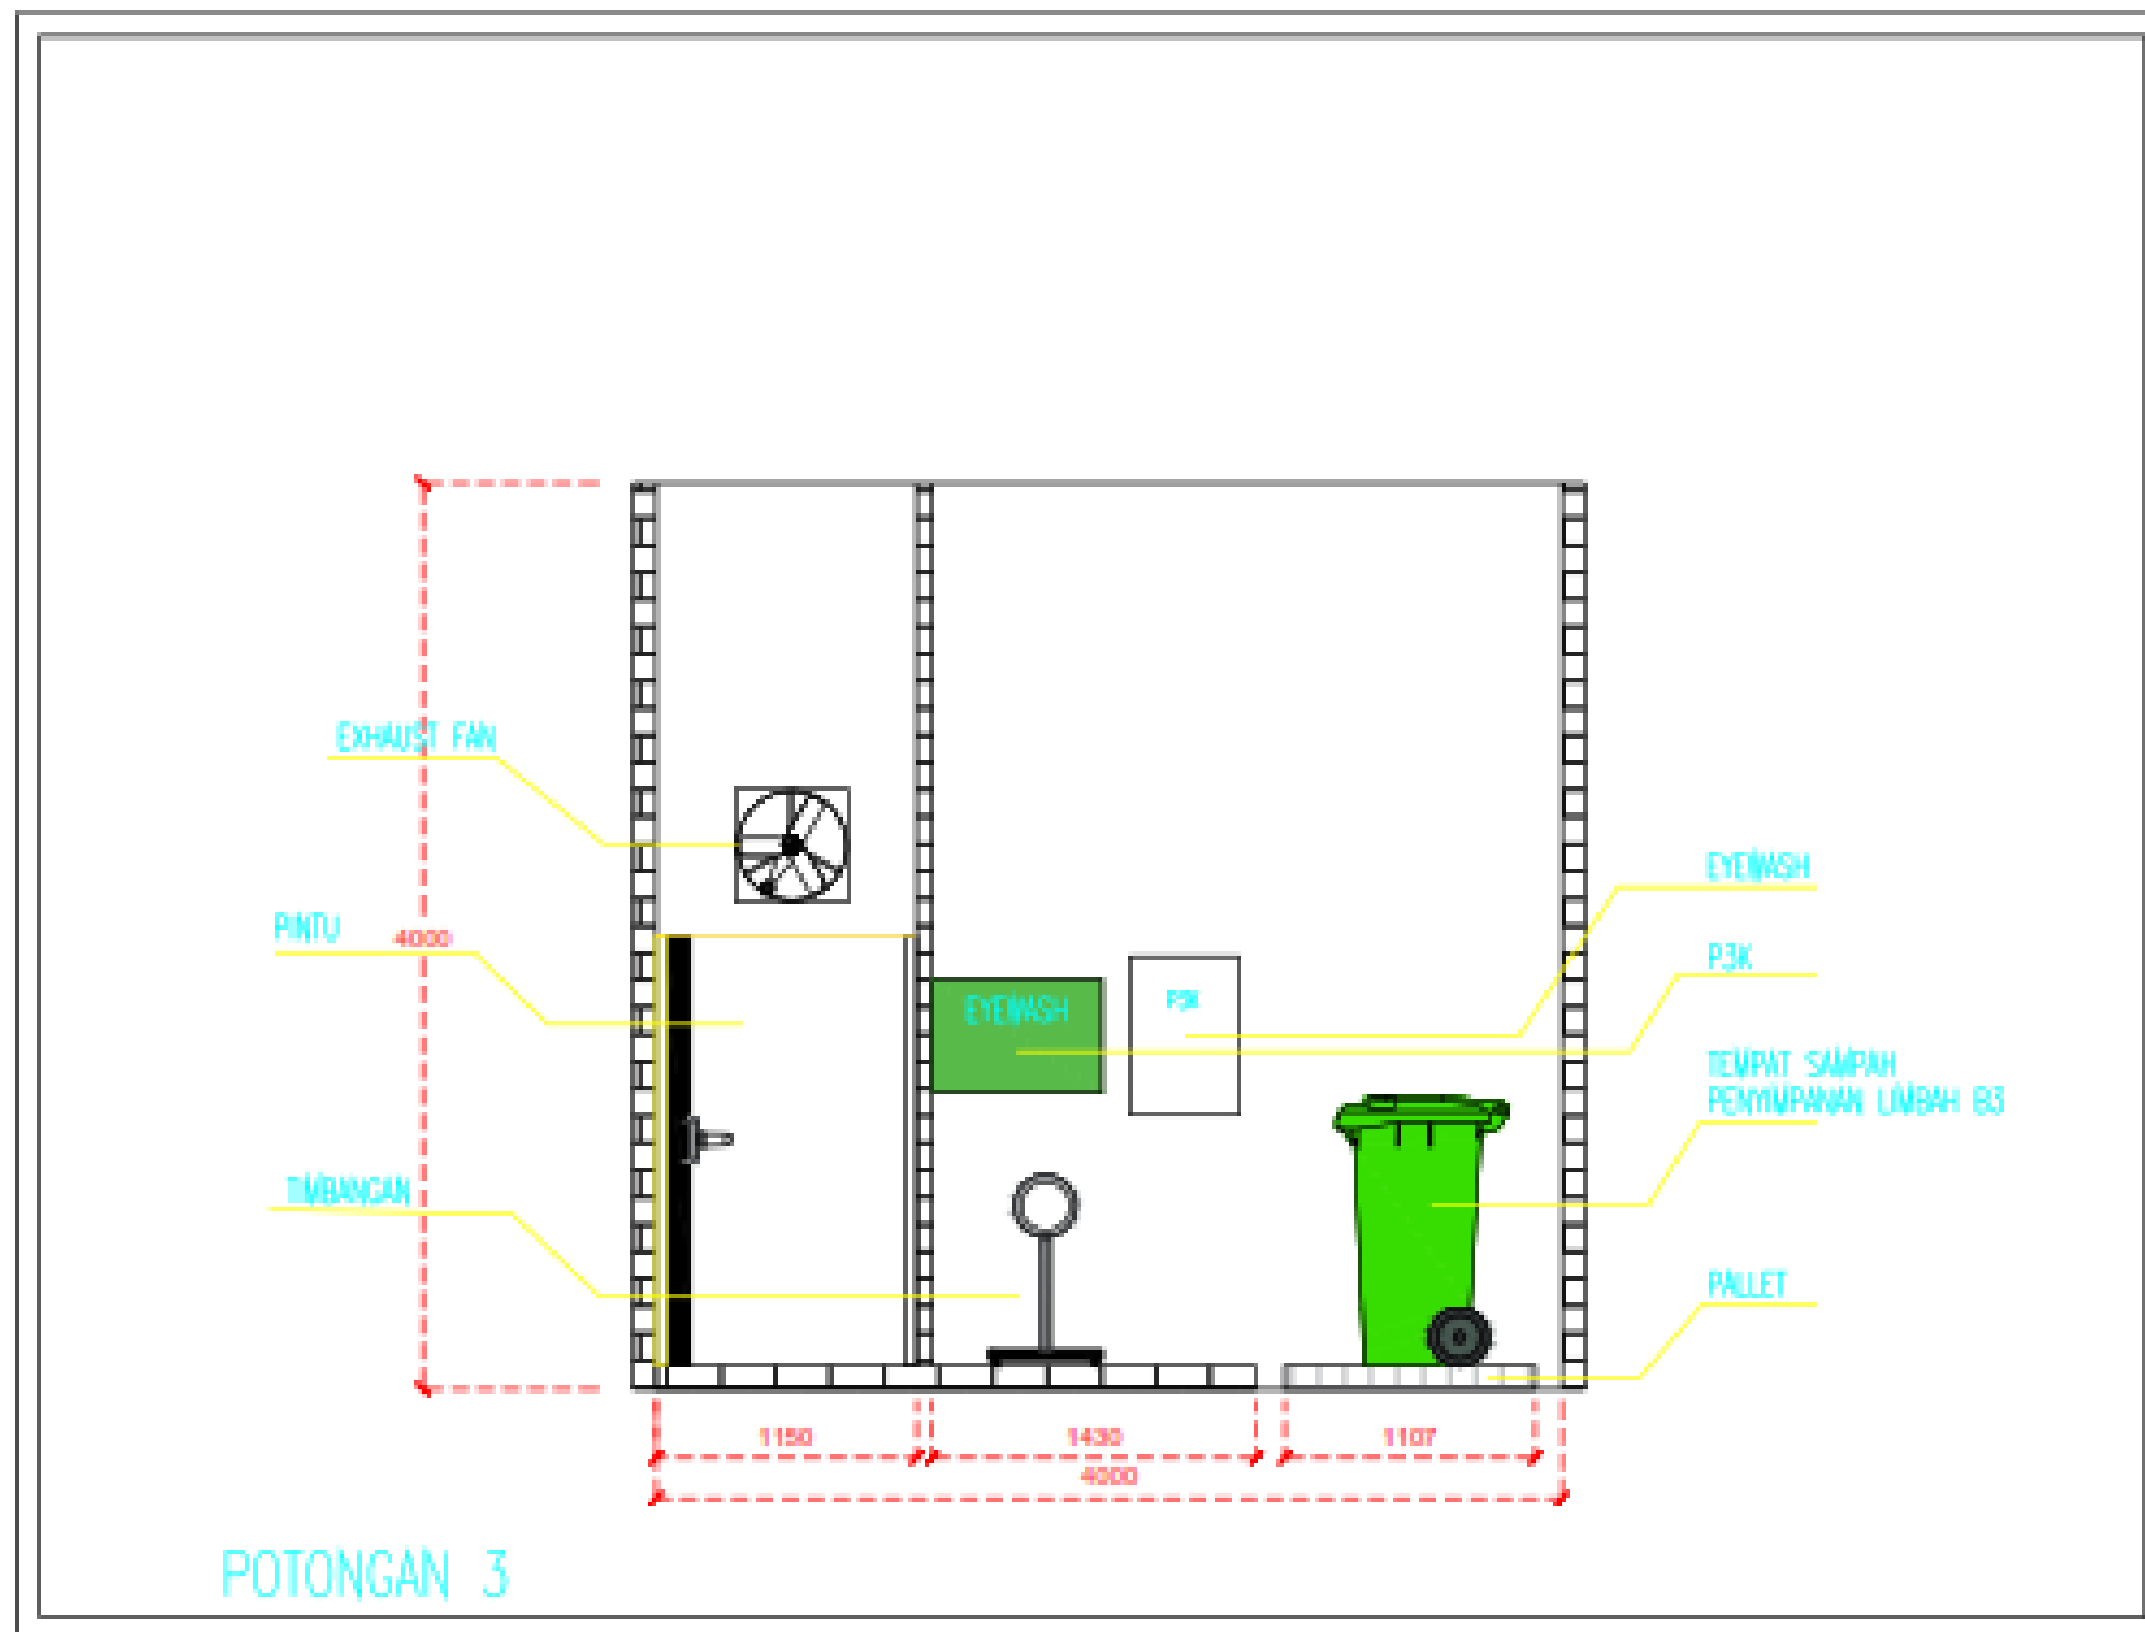 EXHAUST FAN
PINTU
4000
TIMBANGAN
EYEWASH
P3K
EYEWASH
P3K
TEMPAT SAMPAH
PENYIMPANAN LIMBAH B3
PALLET
1150
1430
1107
4000
POTONGAN 3